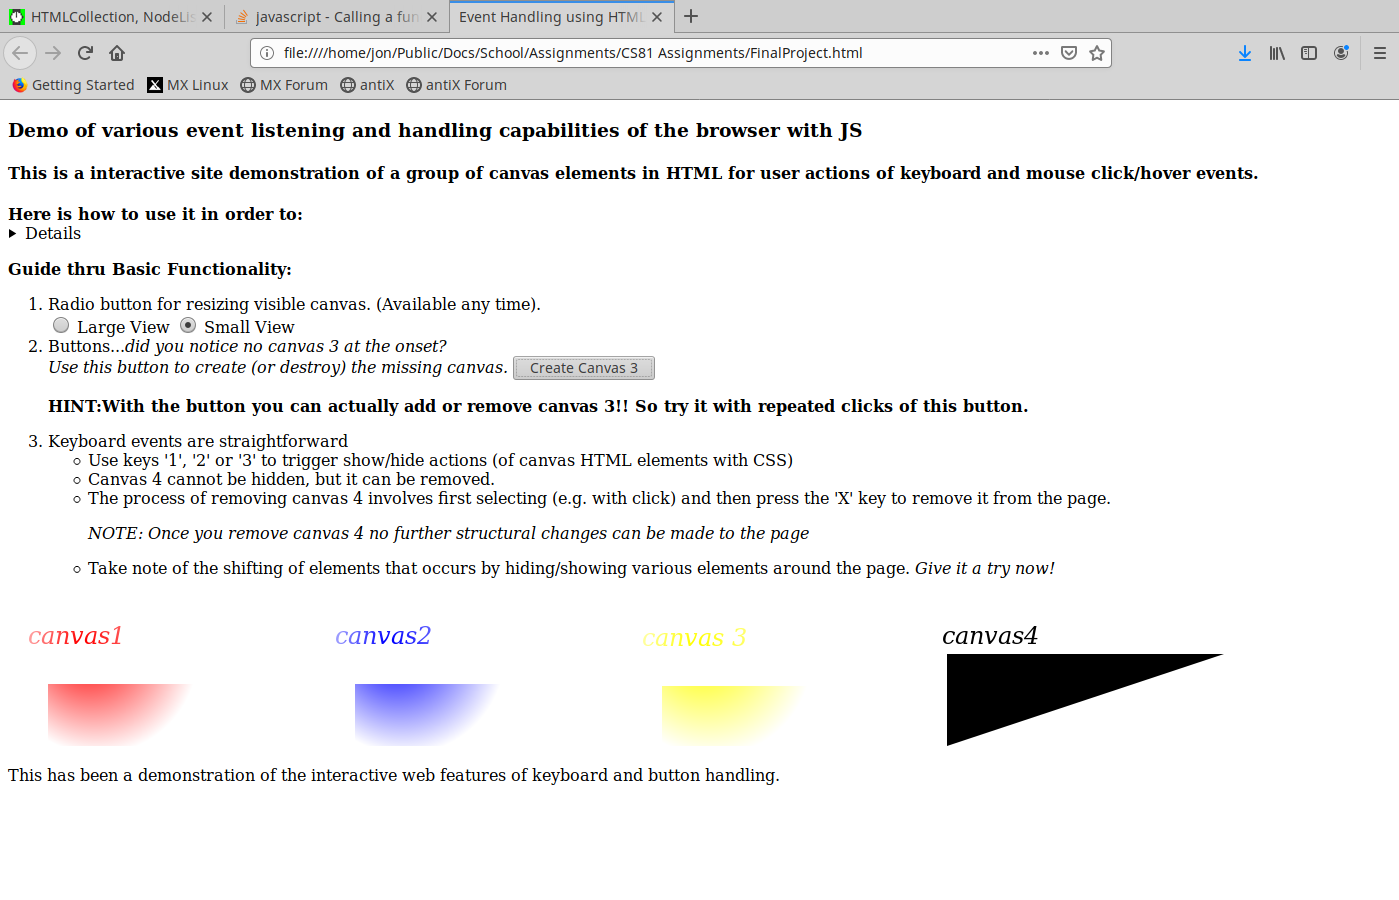 HTMLCollection, NodeLis
javascript - Calling a fun
Event Handling using HTML
file:////home/jon/Public/Docs/School/Assignments/CS81 Assignments/FinalProject.html
Getting Started MX Linux MX Forum antiX antiX Forum
Demo of various event listening and handling capabilities of the browser with JS
This is a interactive site demonstration of a group of canvas elements in HTML for user actions of keyboard and mouse click/hover events.
Here is how to use it in order to:
Details
Guide thru Basic Functionality:
1. Radio button for resizing visible canvas. (Available any time).
Large View Small View
2. Buttons...did you notice no canvas 3 at the onset?
Use this button to create (or destroy) the missing canvas. Create Canvas 3
HINT:With the button you can actually add or remove canvas 3!! So try it with repeated clicks of this button.
3. Keyboard events are straightforward
Use keys '1', '2' or '3' to trigger show/hide actions (of canvas HTML elements with CSS)
Canvas 4 cannot be hidden, but it can be removed.
The process of removing canvas 4 involves first selecting (e.g. with click) and then press the 'X' key to remove it from the page.
NOTE: Once you remove canvas 4 no further structural changes can be made to the page
Take note of the shifting of elements that occurs by hiding/showing various elements around the page. Give it a try now!
canvas1 canvas2 canvas 3 canvas4
This has been a demonstration of the interactive web features of keyboard and button handling.